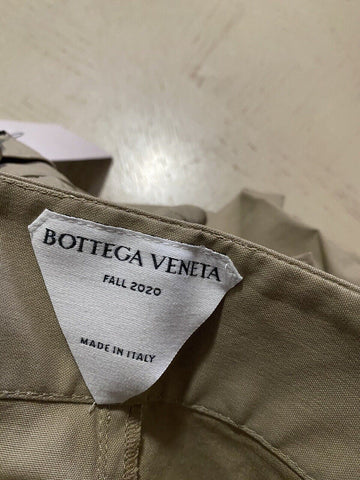 BOTTEGA VENETA
FALL 2020
MADE IN ITALY